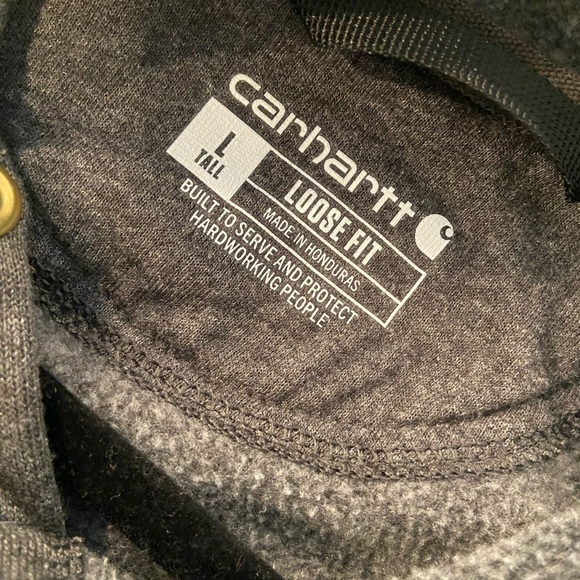 carhartt
L
TALL
LOOSE FIT
MADE IN HONDURAS
BUILT TO SERVE AND PROTECT
HARDWORKING PEOPLE